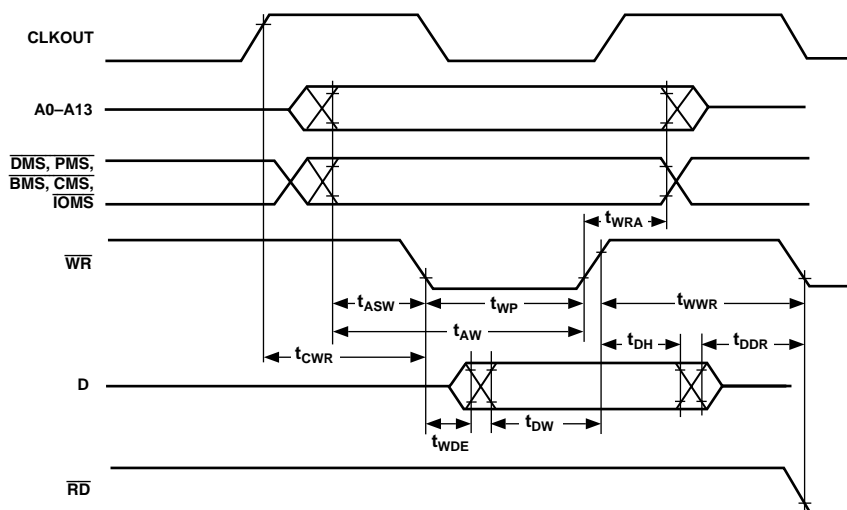 CLKOUT
A0–A13
DMS, PMS,
BMS, CMS,
IOMS
tWRA
WR
tASW
tWP
tWWR
tAW
tCWR
tDH
tDDR
D
tWDE
tDW
RD